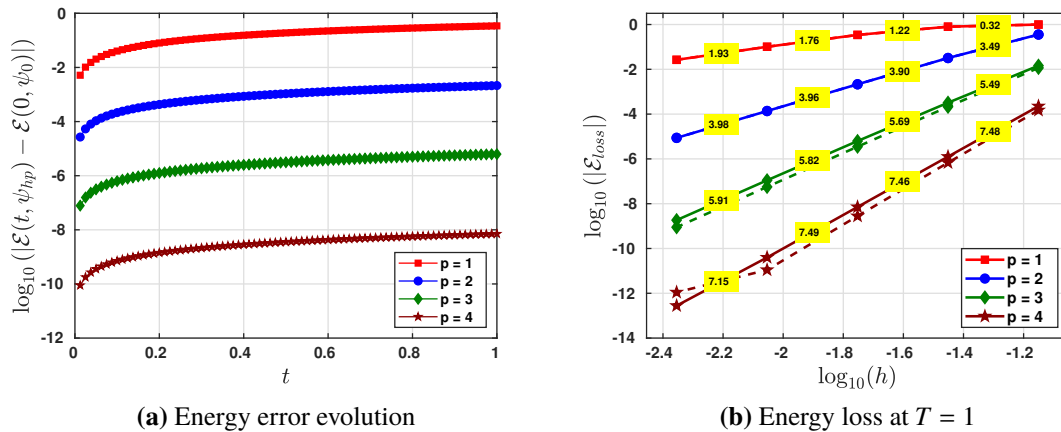 log₁₀ (|ℰ(t, ψₕₚ) − ℰ(0, ψ₀)|)
0
-2
-4
-6
-8
-10
-12
p = 1
p = 2
p = 3
p = 4
0 0.2 0.4 0.6 0.8 1
t
(a) Energy error evolution
log₁₀ (|ℰ_loss|)
0
-2
-4
-6
-8
-10
-12
-14
1.93 1.76 1.22 0.32
3.98 3.96 3.90 3.49
5.91 5.82 5.69 5.49
7.15 7.49 7.46 7.48
p = 1
p = 2
p = 3
p = 4
-2.4 -2.2 -2 -1.8 -1.6 -1.4 -1.2
log₁₀(h)
(b) Energy loss at T = 1